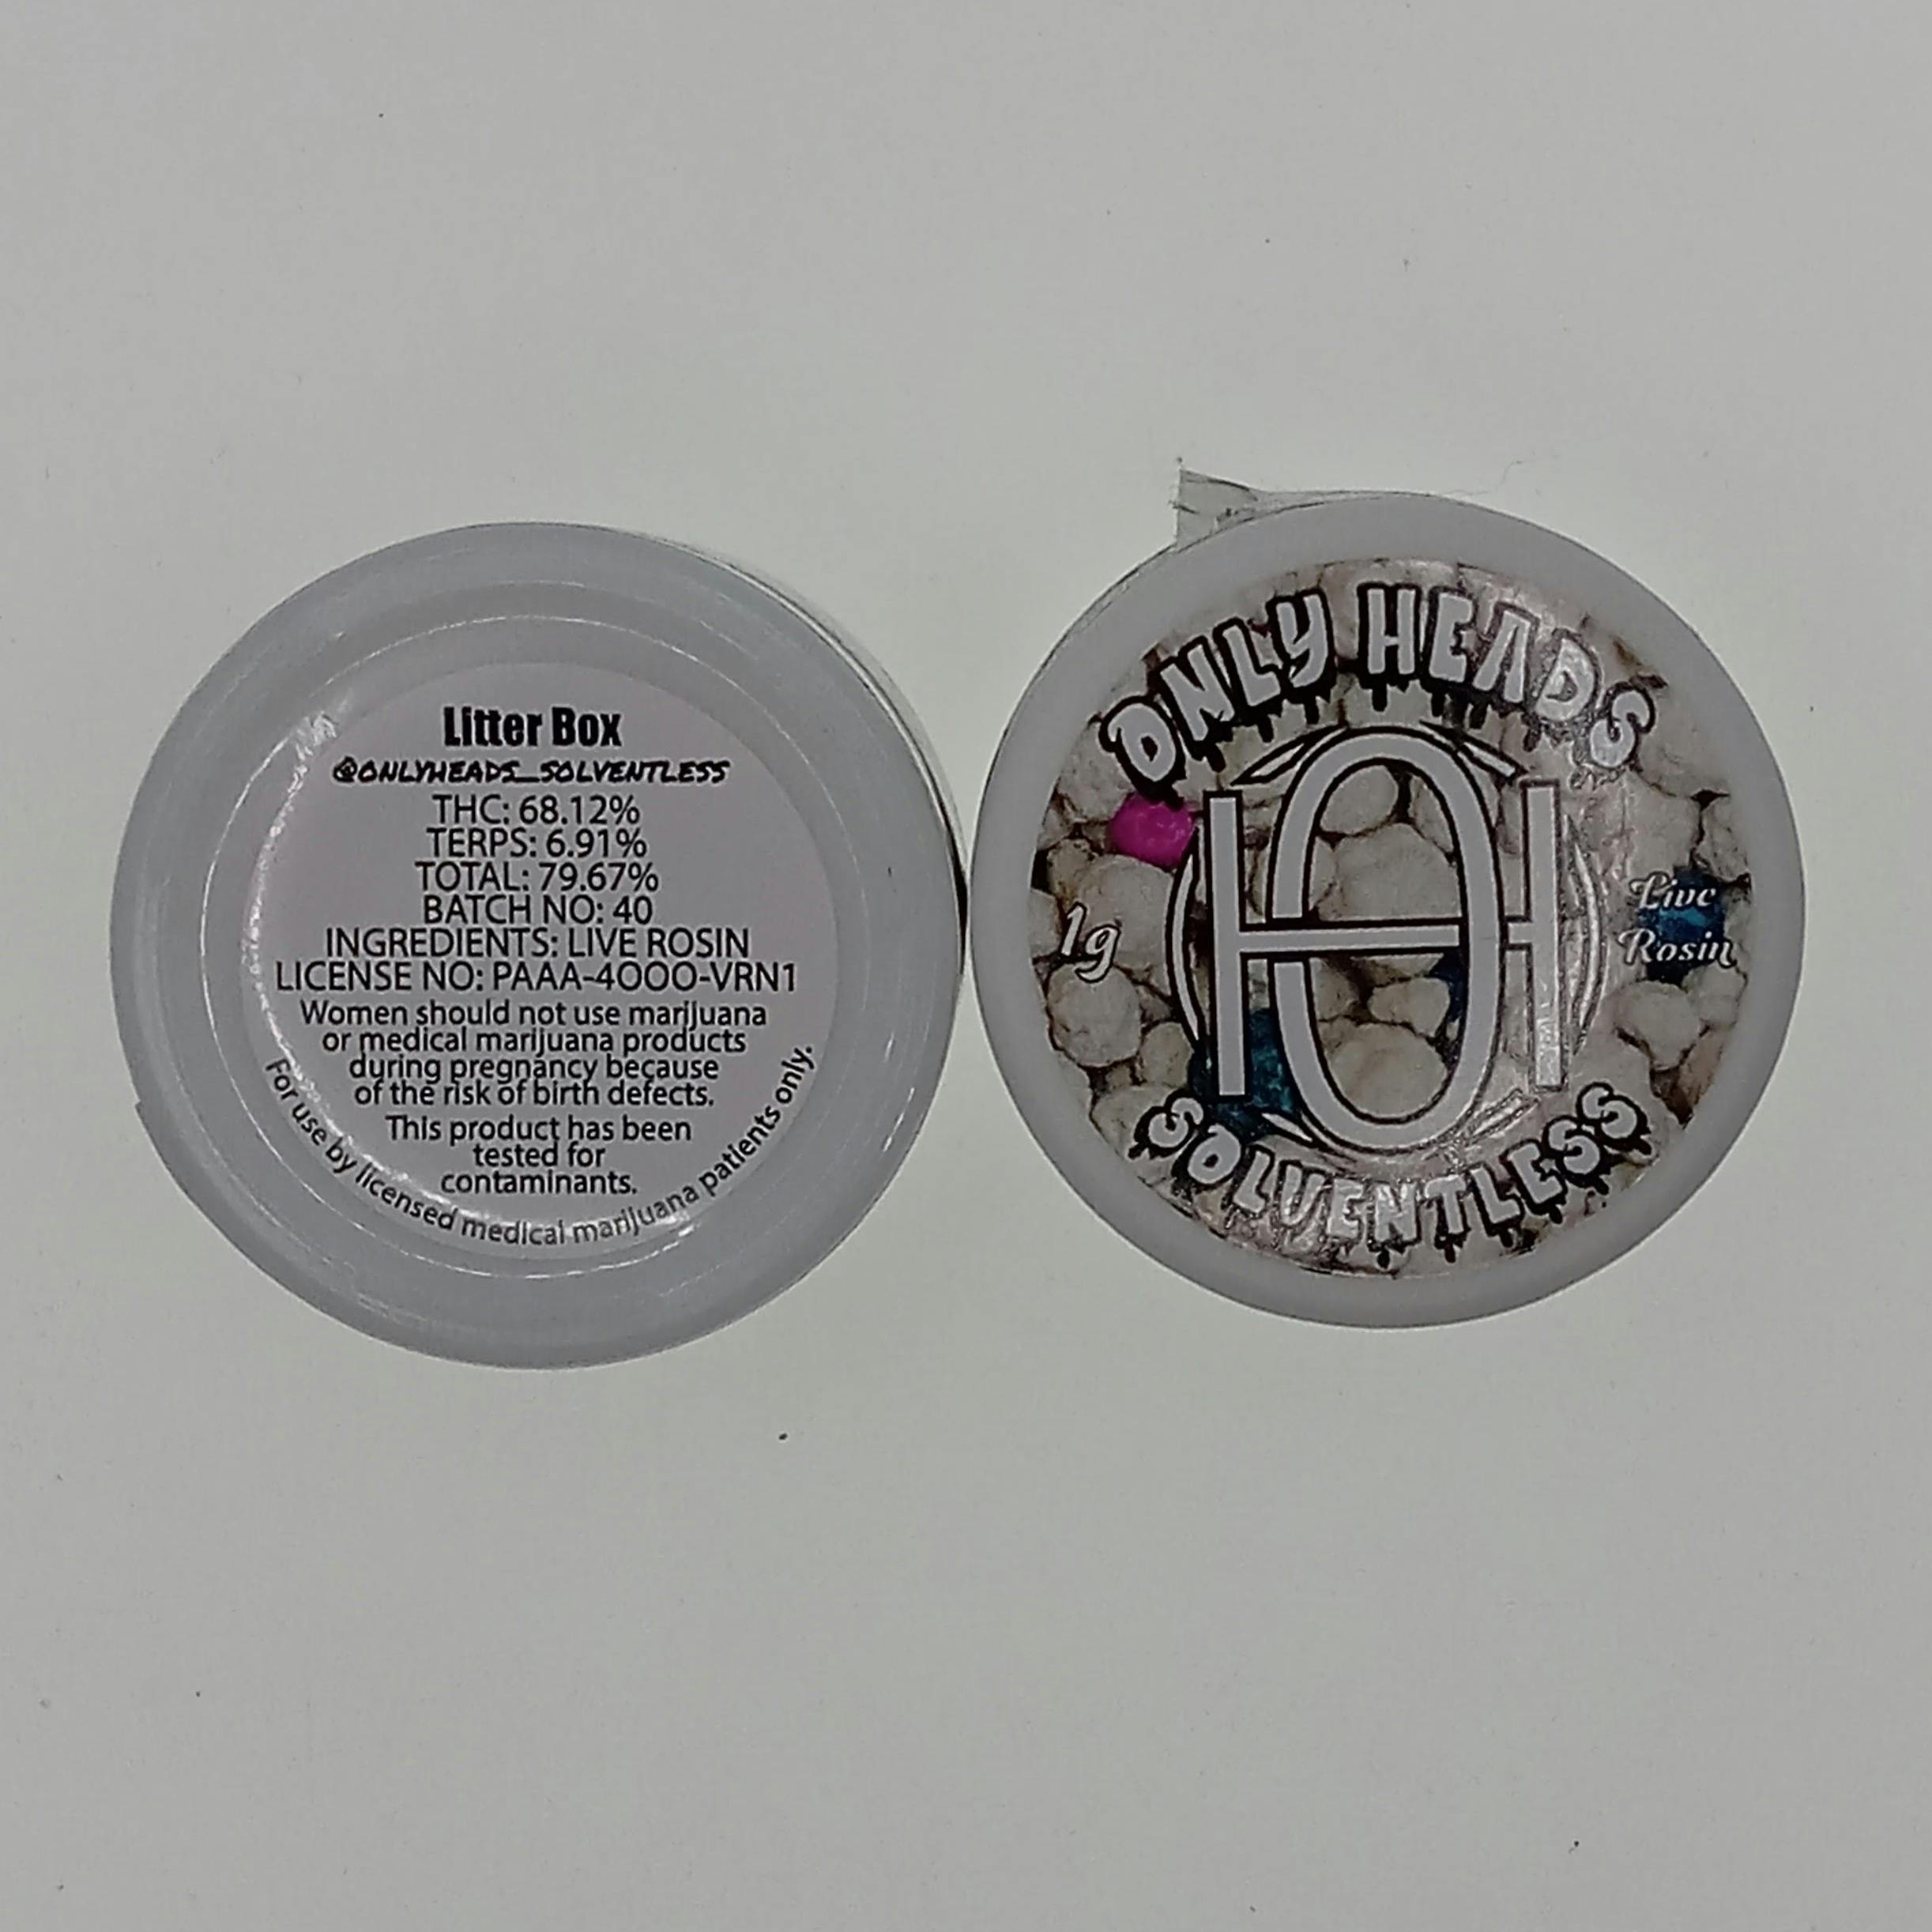 Litter Box
@ONLYHEADS_SOLVENTLESS
THC: 68.12%
TERPS: 6.91%
TOTAL: 79.67%
BATCH NO: 40
INGREDIENTS: LIVE ROSIN
LICENSE NO: PAAA-4OOO-VRN1
Women should not use marijuana
or medical marijuana products
during pregnancy because
of the risk of birth defects.
This product has been
tested for
contaminants.
For use by licensed medical marijuana patients only.
ONLY HEADS
1g
OH
Live
Rosin
SOLVENTLESS